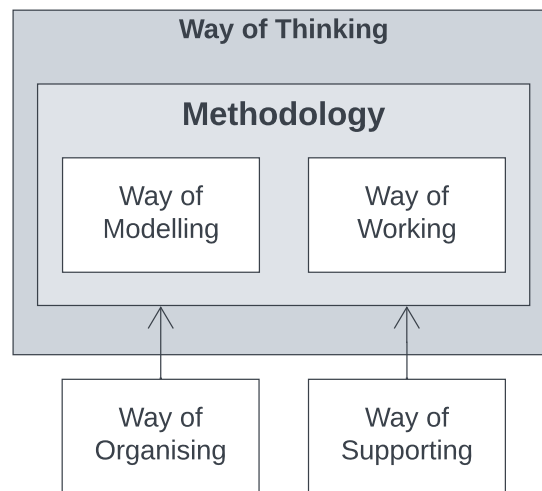 Way of Thinking
Methodology
Way of
Modelling
Way of
Working
Way of
Organising
Way of
Supporting